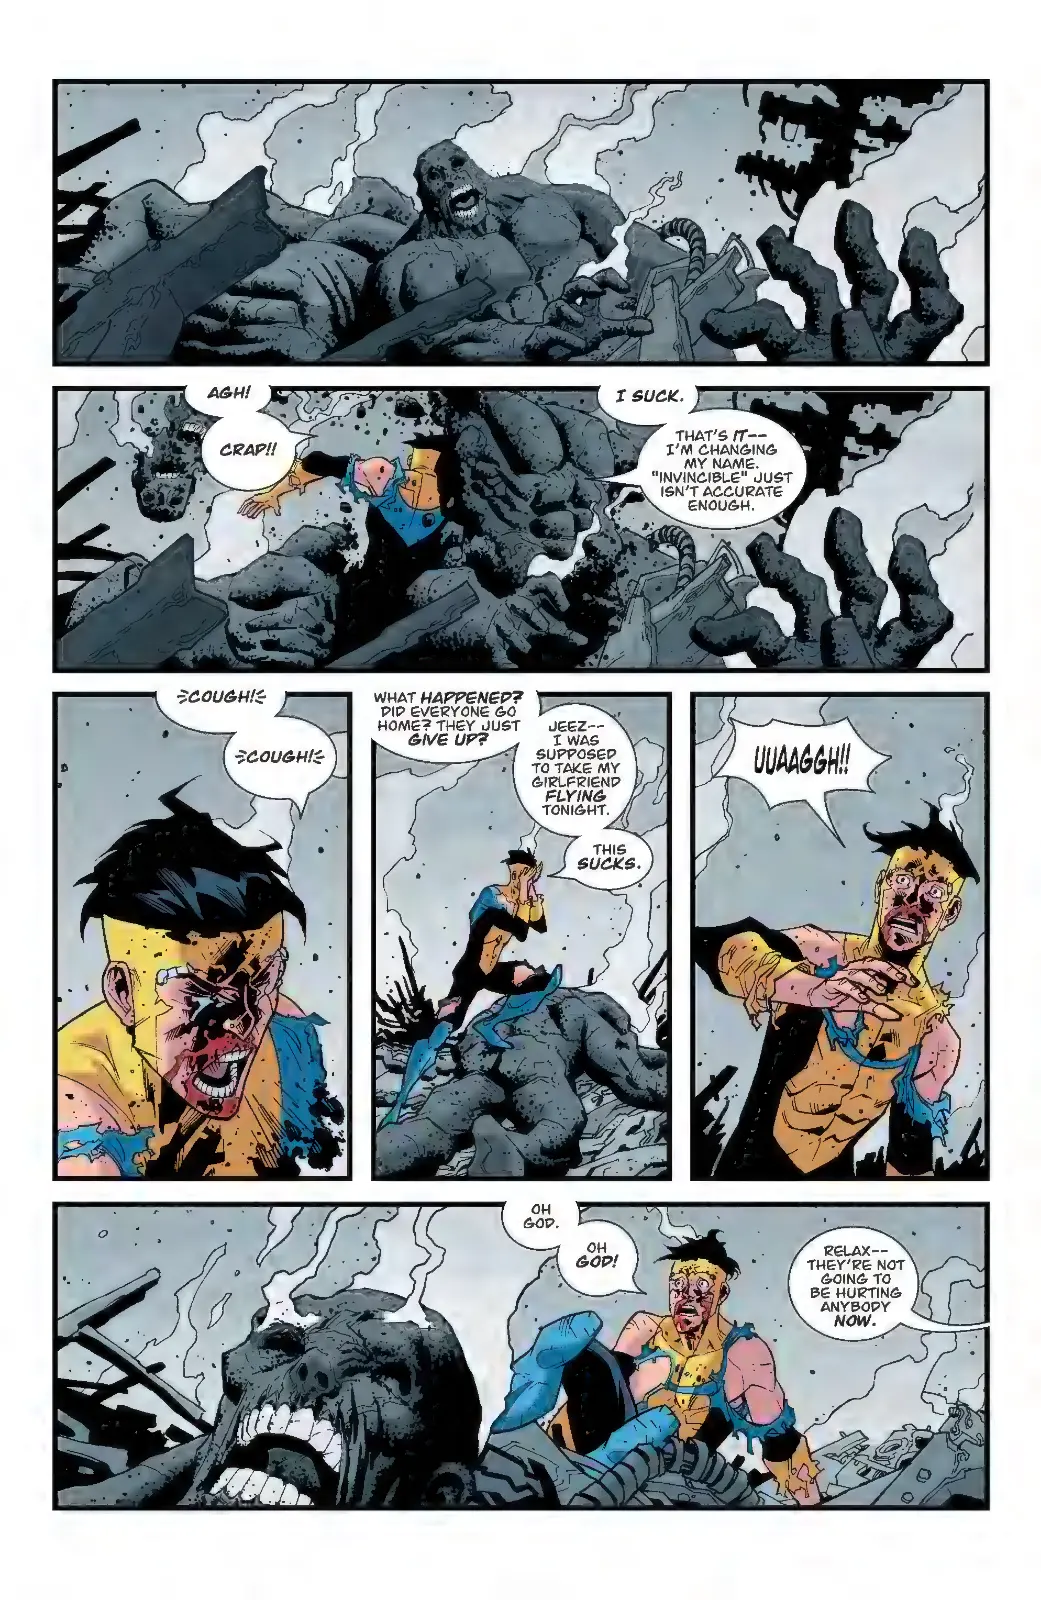 AGH!
CRAP!!
I SUCK.
THAT'S IT--
I'M CHANGING
MY NAME.
"INVINCIBLE" JUST
ISN'T ACCURATE
ENOUGH.
COUGH!
COUGH!
WHAT HAPPENED?
DID EVERYONE GO
HOME? THEY JUST
GIVE UP?
JEEZ--
I WAS
SUPPOSED
TO TAKE MY
GIRLFRIEND
FLYING
TONIGHT.
THIS
SUCKS.
UUAAGGH!!
OH
GOD.
OH
GOD!
RELAX--
THEY'RE NOT
GOING TO
BE HURTING
ANYBODY
NOW.